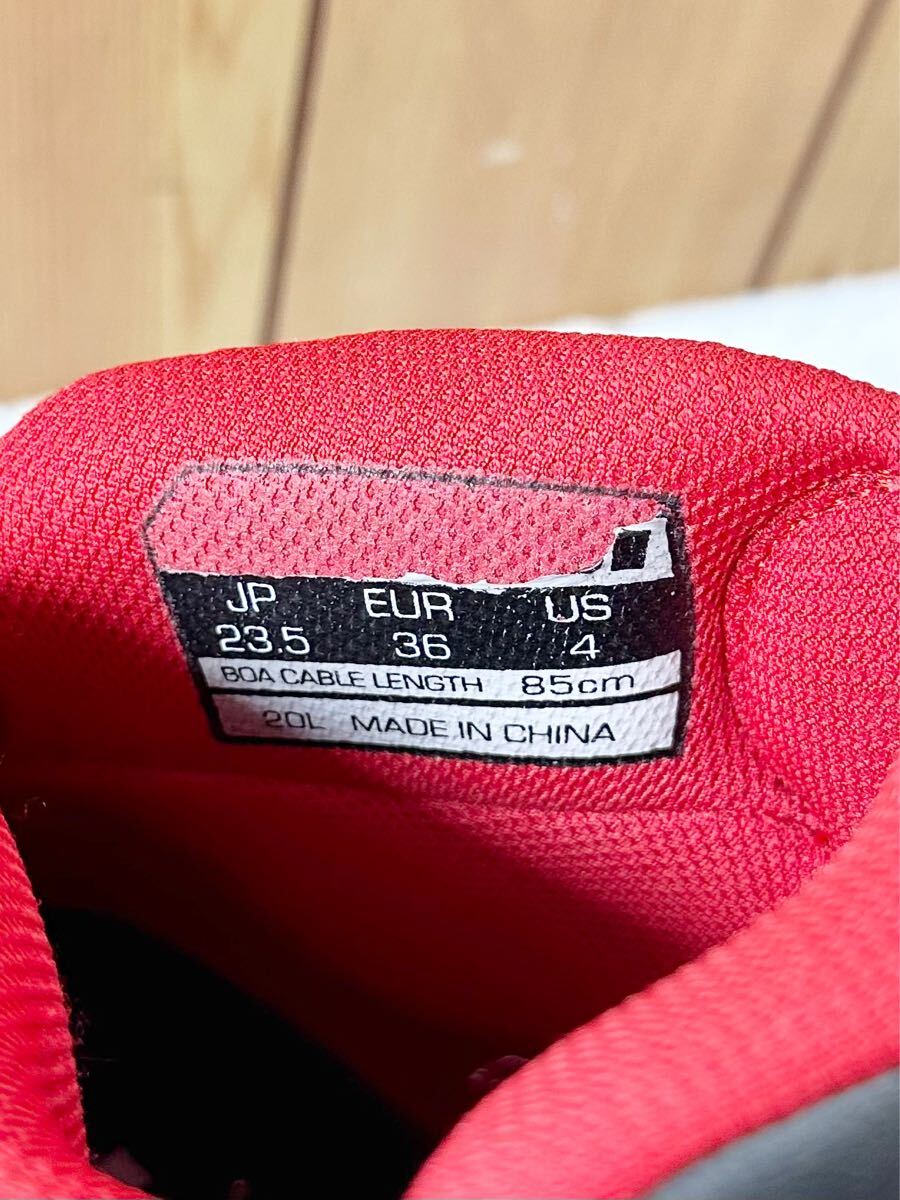 JP EUR US
23.5 36 4
BOA CABLE LENGTH 85cm
20L MADE IN CHINA